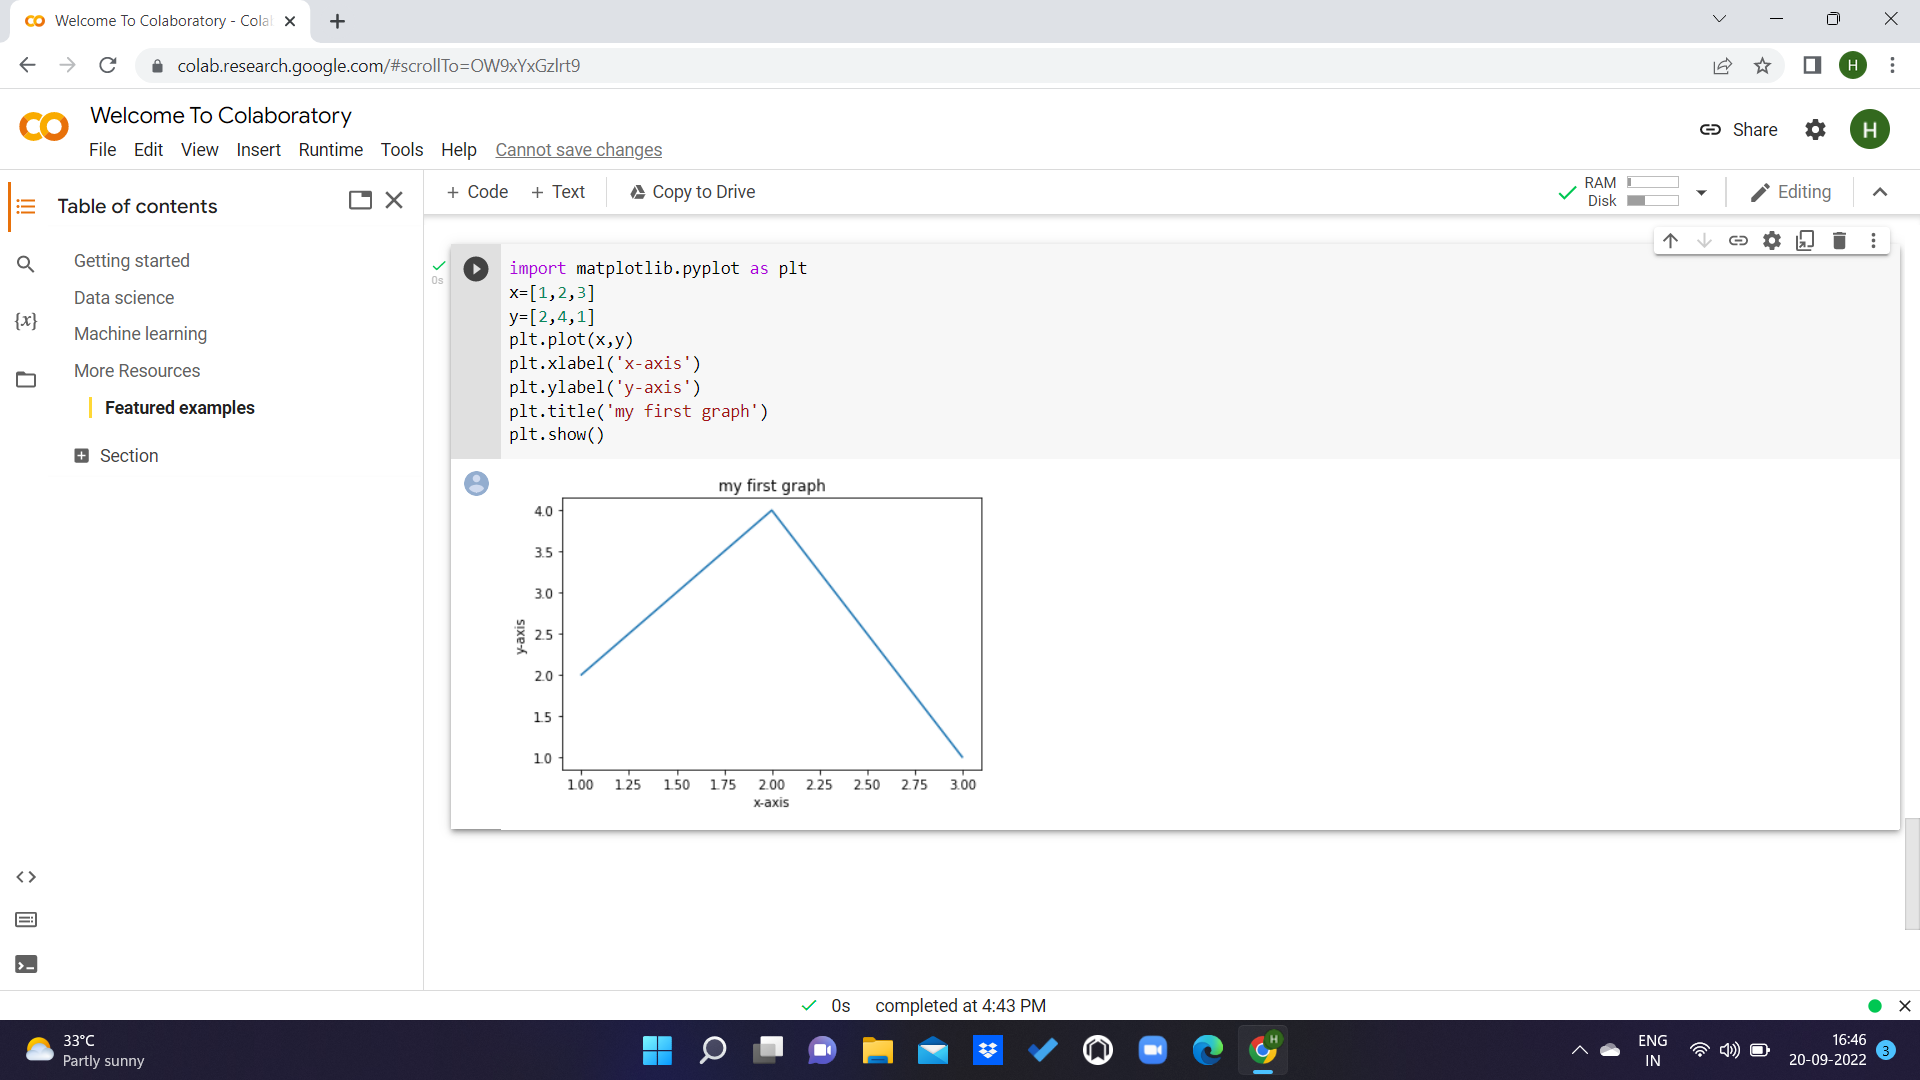 Welcome To Colaboratory - Cola
colab.research.google.com/#scrollTo=OW9xYxGzlrt9
H
Welcome To Colaboratory
File Edit View Insert Runtime Tools Help Cannot save changes
Share
H
Table of contents
+ Code + Text Copy to Drive
RAM
Disk
Editing
Getting started
Data science
{x}
Machine learning
More Resources
Featured examples
Section
0s
import matplotlib.pyplot as plt
x=[1,2,3]
y=[2,4,1]
plt.plot(x,y)
plt.xlabel('x-axis')
plt.ylabel('y-axis')
plt.title('my first graph')
plt.show()
my first graph
4.0
3.5
3.0
2.5
2.0
1.5
1.0
y-axis
1.00 1.25 1.50 1.75 2.00 2.25 2.50 2.75 3.00
x-axis
0s completed at 4:43 PM
33°C
Partly sunny
H
ENG
IN
16:46
20-09-2022
3